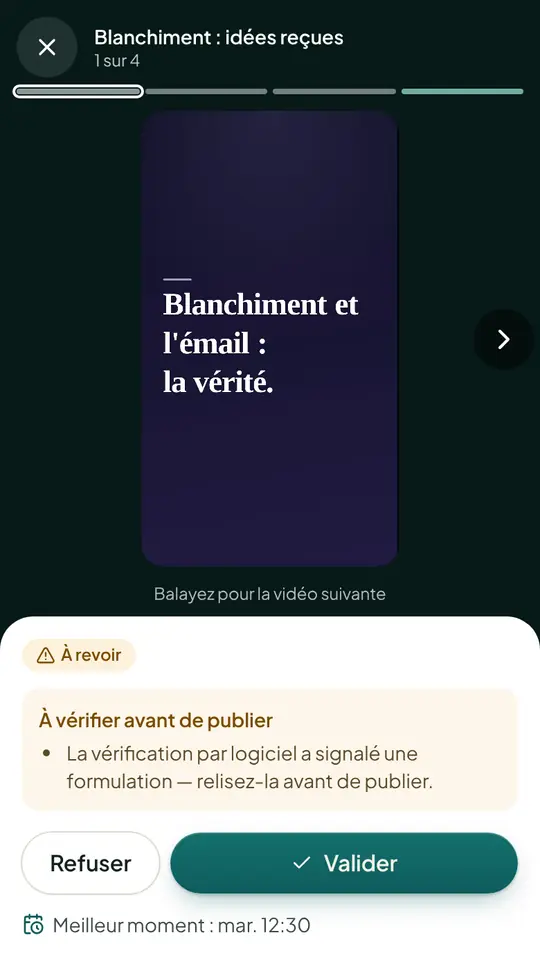 Blanchiment : idées reçues
1 sur 4
Blanchiment et
l'émail :
la vérité.
Balayez pour la vidéo suivante
À revoir
À vérifier avant de publier
• La vérification par logiciel a signalé une
formulation — relisez-la avant de publier.
Refuser
Valider
Meilleur moment : mar. 12:30